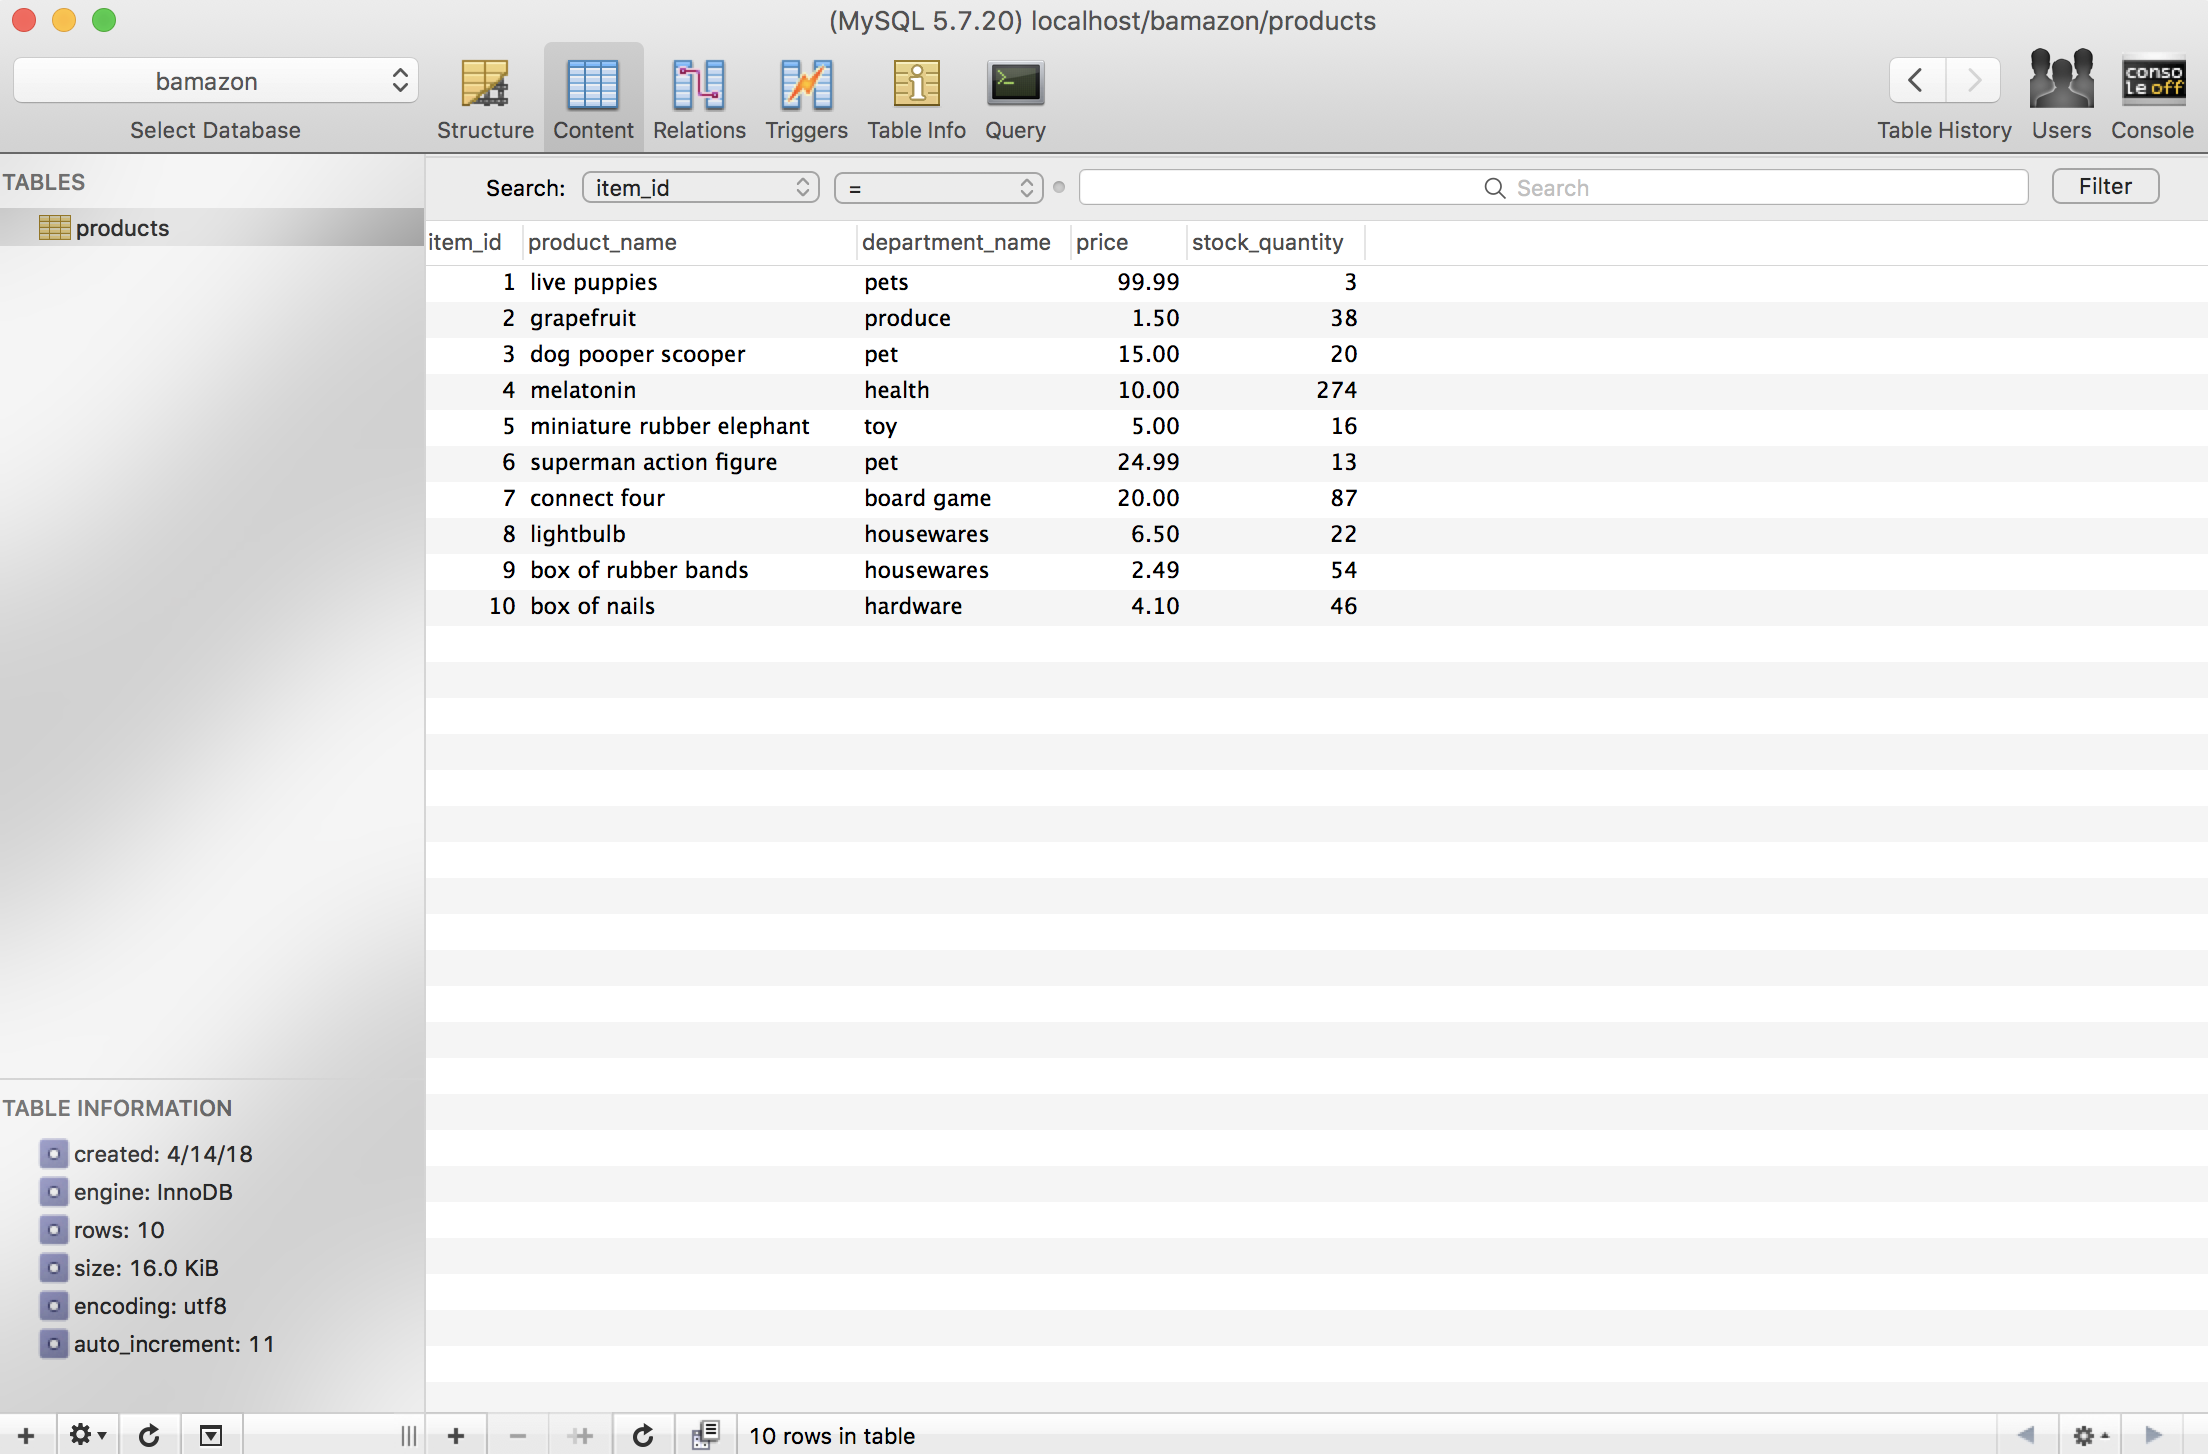 (MySQL 5.7.20) localhost/bamazon/products
bamazon
Select Database
Structure Content Relations Triggers Table Info Query
Table History Users Console
conso
le off
TABLES
products
Search: item_id = Search Filter
item_id product_name department_name price stock_quantity
1 live puppies pets 99.99 3
2 grapefruit produce 1.50 38
3 dog pooper scooper pet 15.00 20
4 melatonin health 10.00 274
5 miniature rubber elephant toy 5.00 16
6 superman action figure pet 24.99 13
7 connect four board game 20.00 87
8 lightbulb housewares 6.50 22
9 box of rubber bands housewares 2.49 54
10 box of nails hardware 4.10 46
TABLE INFORMATION
created: 4/14/18
engine: InnoDB
rows: 10
size: 16.0 KiB
encoding: utf8
auto_increment: 11
10 rows in table